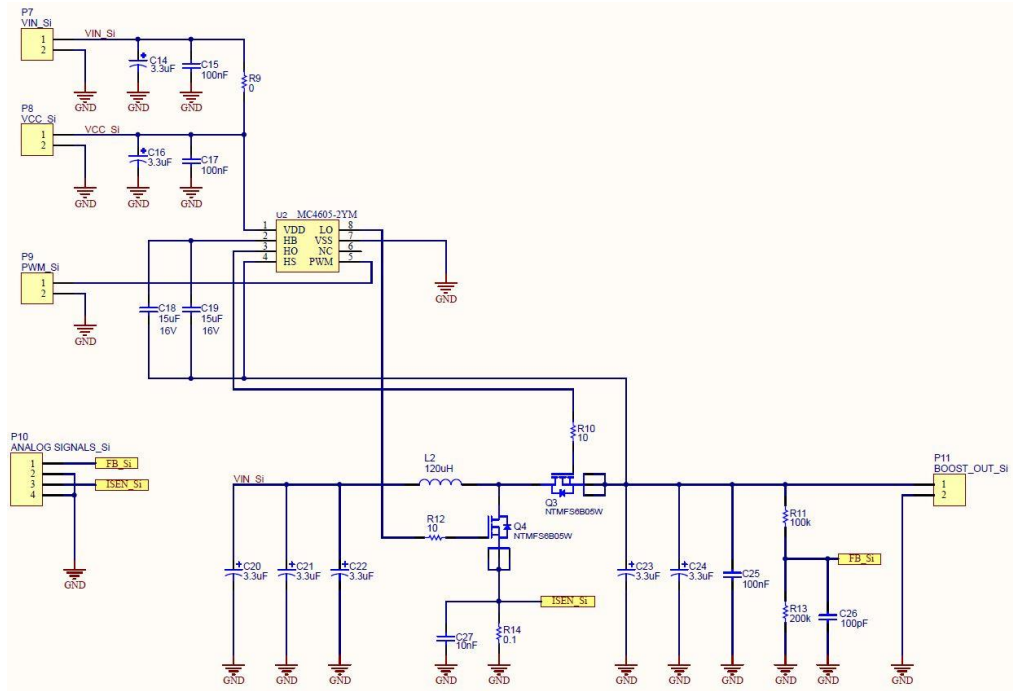 P7
VIN_Si
1
2
VIN_Si
C14
3.3uF
C15
100nF
R9
0
GND
GND
GND
P8
VCC_Si
1
2
VCC_Si
C16
3.3uF
C17
100nF
GND
GND
GND
U2 MC4605-2YM
1 VDD LO 8
2 HB VSS 7
3 HO NC 6
4 HS PWM 5
GND
P9
PWM_Si
1
2
GND
C18
15uF
16V
C19
15uF
16V
P10
ANALOG SIGNALS_Si
1
2
3
4
FB_Si
ISEN_Si
GND
VIN_Si
L2
120uH
R10
10
Q3
NTMFS6B05W
R12
10
Q4
NTMFS6B05W
P11
BOOST_OUT_Si
1
2
R11
100k
FB_Si
C20
3.3uF
C21
3.3uF
C22
3.3uF
C23
3.3uF
C24
3.3uF
C25
100nF
R13
200k
C26
100pF
ISEN_Si
C27
10nF
R14
0.1
GND
GND
GND
GND
GND
GND
GND
GND
GND
GND
GND